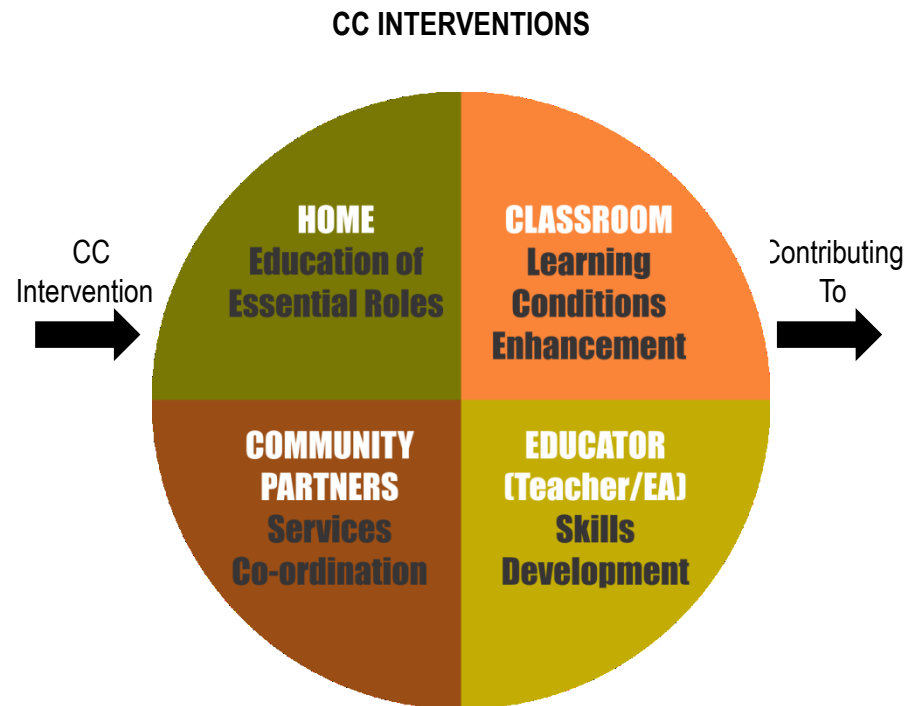 CC INTERVENTIONS
CC
Intervention
HOME
Education of
Essential Roles
CLASSROOM
Learning
Conditions
Enhancement
Contributing
To
COMMUNITY
PARTNERS
Services
Co-ordination
EDUCATOR
(Teacher/EA)
Skills
Development